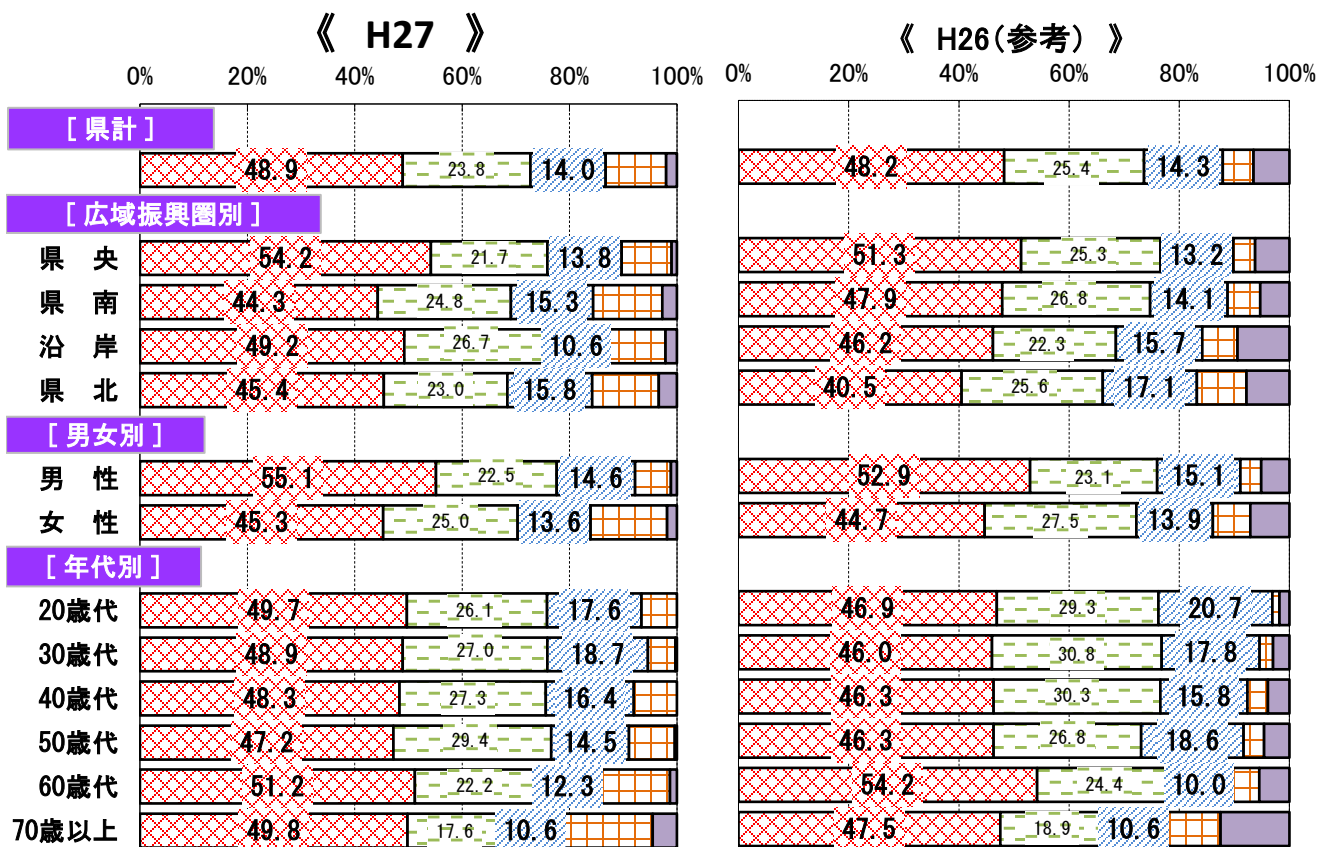 《 H27 》 《 H26(参考) 》
0% 20% 40% 60% 80% 100% 0% 20% 40% 60% 80% 100%
[ 県計 ]
48.9 23.8 14.0 48.2 25.4 14.3
[ 広域振興圏別 ]
県 央 54.2 21.7 13.8 51.3 25.3 13.2
県 南 44.3 24.8 15.3 47.9 26.8 14.1
沿 岸 49.2 26.7 10.6 46.2 22.3 15.7
県 北 45.4 23.0 15.8 40.5 25.6 17.1
[ 男女別 ]
男 性 55.1 22.5 14.6 52.9 23.1 15.1
女 性 45.3 25.0 13.6 44.7 27.5 13.9
[ 年代別 ]
20歳代 49.7 26.1 17.6 46.9 29.3 20.7
30歳代 48.9 27.0 18.7 46.0 30.8 17.8
40歳代 48.3 27.3 16.4 46.3 30.3 15.8
50歳代 47.2 29.4 14.5 46.3 26.8 18.6
60歳代 51.2 22.2 12.3 54.2 24.4 10.0
70歳以上 49.8 17.6 10.6 47.5 18.9 10.6